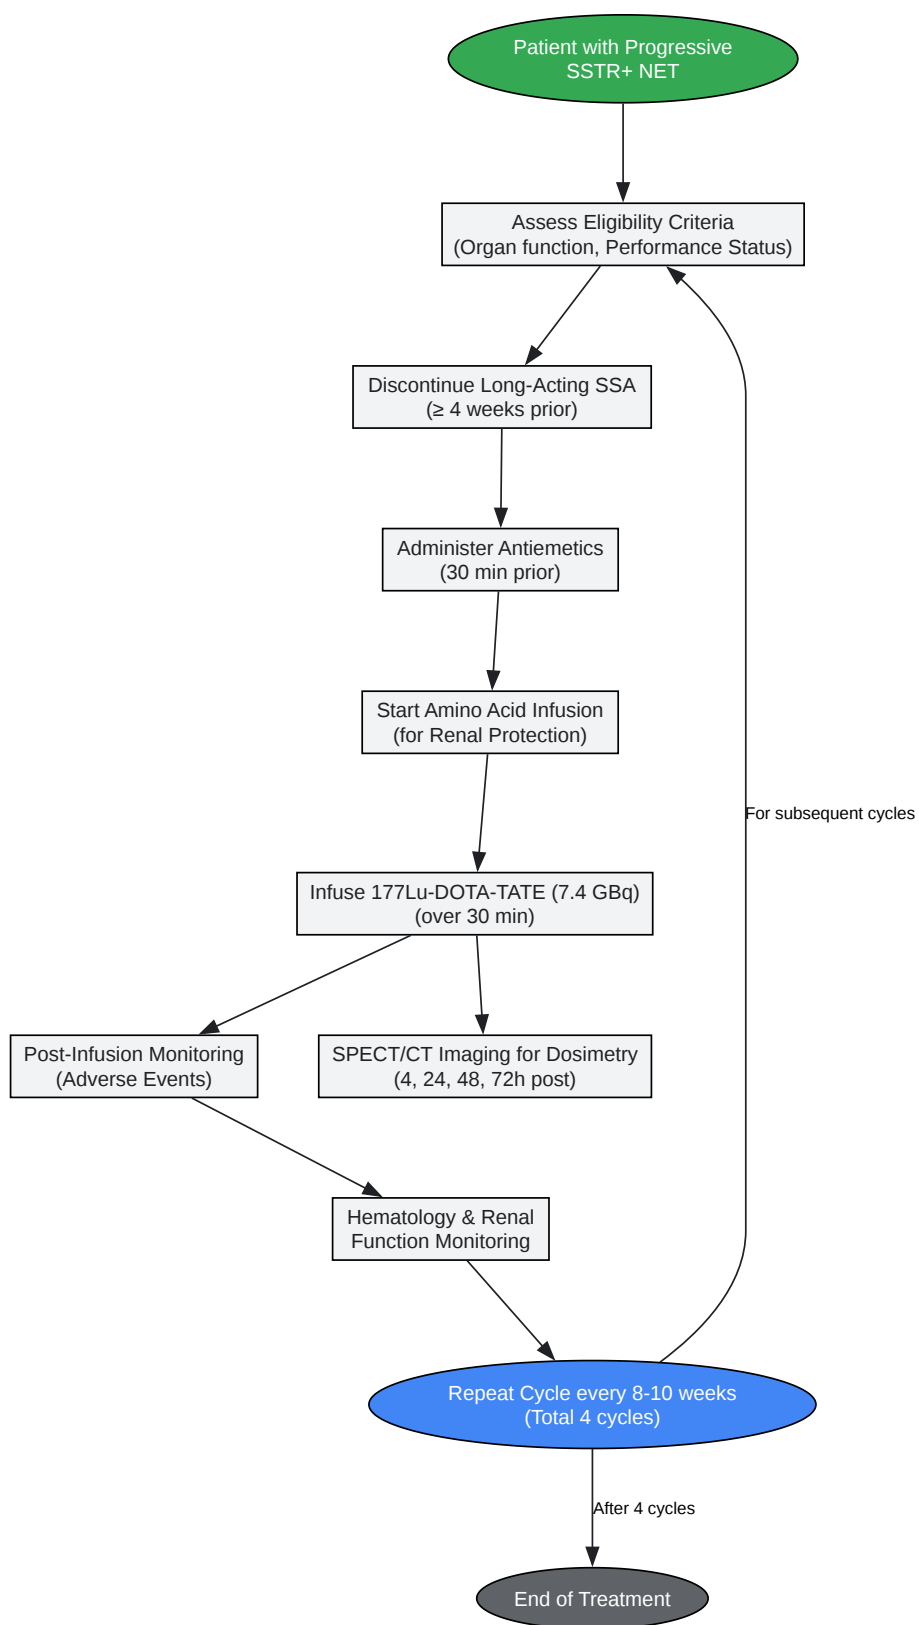 Patient with Progressive
SSTR+ NET
Assess Eligibility Criteria
(Organ function, Performance Status)
Discontinue Long-Acting SSA
(≥ 4 weeks prior)
Administer Antiemetics
(30 min prior)
Start Amino Acid Infusion
(for Renal Protection)
For subsequent cycles
Infuse 177Lu-DOTA-TATE (7.4 GBq)
(over 30 min)
Post-Infusion Monitoring
(Adverse Events)
SPECT/CT Imaging for Dosimetry
(4, 24, 48, 72h post)
Hematology & Renal
Function Monitoring
Repeat Cycle every 8-10 weeks
(Total 4 cycles)
After 4 cycles
End of Treatment